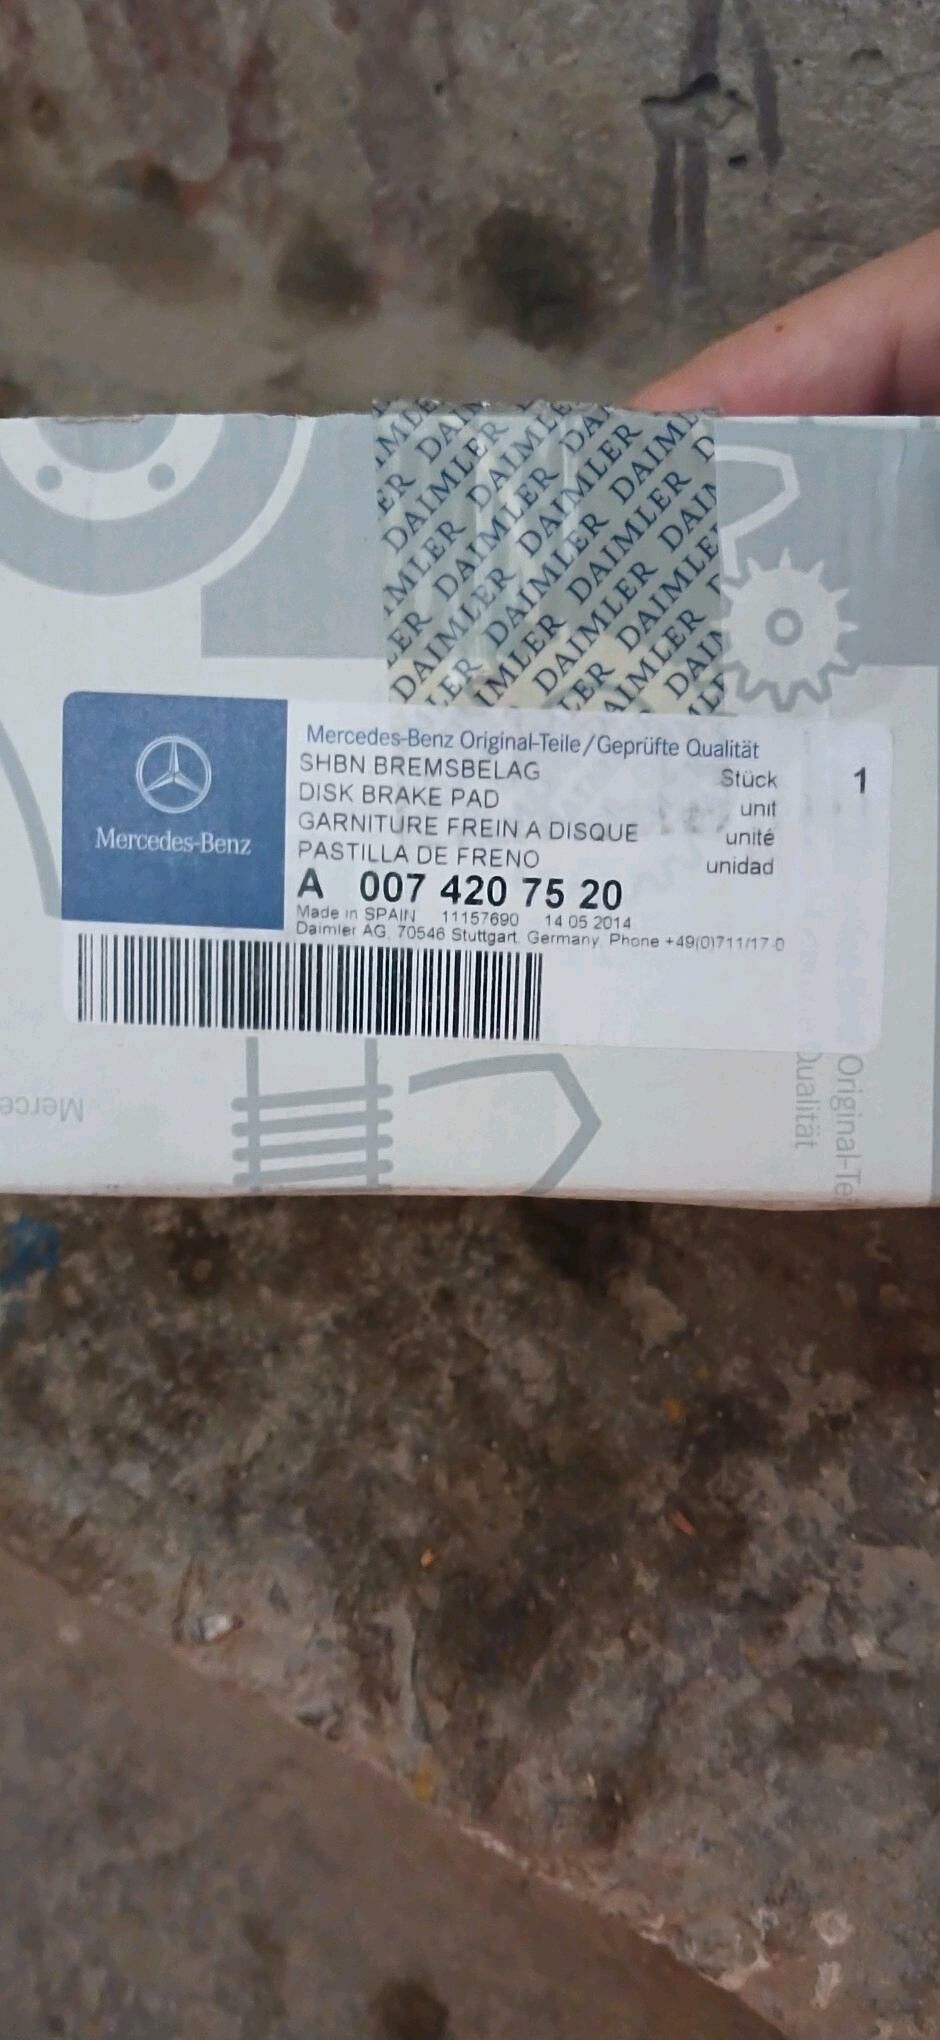 DAIMLER DAIMLER DAIMLER
Mercedes-Benz
Mercedes-Benz Original-Teile/Geprüfte Qualität
SHBN BREMSBELAG Stück 1
DISK BRAKE PAD unit
GARNITURE FREIN A DISQUE unité
PASTILLA DE FRENO unidad
A 007 420 75 20
Made in SPAIN 11157690 14 05 2014
Daimler AG, 70546 Stuttgart, Germany, Phone +49(0)711/17-0
Merce
Original-Te
Qualität